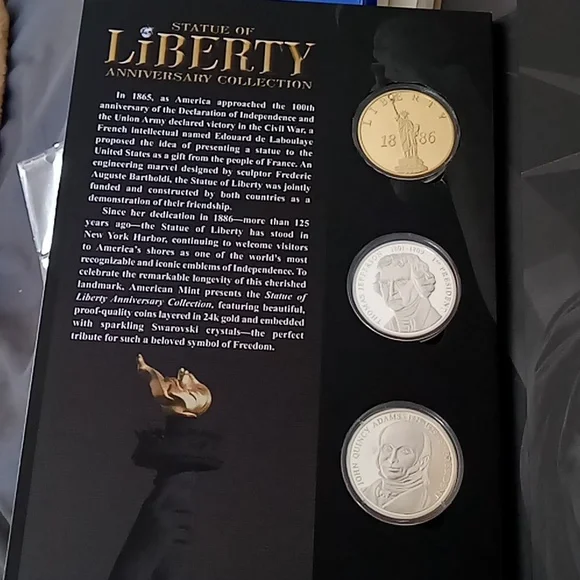 STATUE OF
LiBERTY
ANNIVERSARY COLLECTION
In 1865, as America approached the 100th
anniversary of the Declaration of Independence and
the Union Army declared victory in the Civil War, a
French intellectual named Edouard de Laboulaye
proposed the idea of presenting a statue to the
United States as a gift from the people of France. An
engineering marvel designed by sculptor Frederic
Auguste Bartholdi, the Statue of Liberty was jointly
funded and constructed by both countries as a
demonstration of their friendship.
Since her dedication in 1886—more than 125
years ago—the Statue of Liberty has stood in
New York Harbor, continuing to welcome visitors
to America's shores as one of the world's most
recognizable and iconic emblems of Independence. To
celebrate the remarkable longevity of this cherished
landmark, American Mint presents the Statue of
Liberty Anniversary Collection, featuring beautiful,
proof-quality coins layered in 24k gold and embedded
with sparkling Swarovski crystals—the perfect
tribute for such a beloved symbol of Freedom.
LIBERTY
1886
THOMAS JEFFERSON PRESIDENT
JOHN QUINCY ADAMS